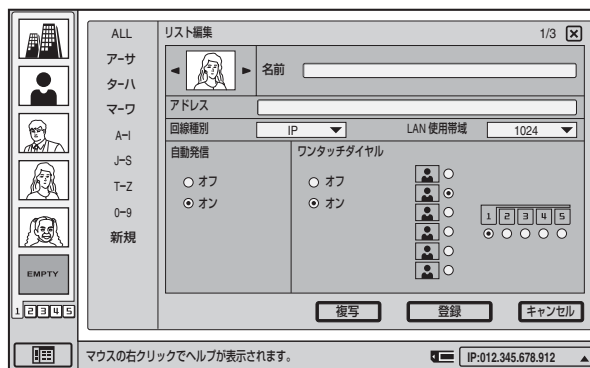 EMPTY
1 2 3 4 5
ALL
ア−サ
タ−ハ
マ−ワ
A−I
J−S
T−Z
0−9
新規
リスト編集 1/3
名前
アドレス
回線種別 IP LAN 使用帯域 1024
自動発信
オフ
オン
ワンタッチダイヤル
オフ
オン
1 2 3 4 5
複写 登録 キャンセル
マウスの右クリックでヘルプが表示されます。 IP:012.345.678.912